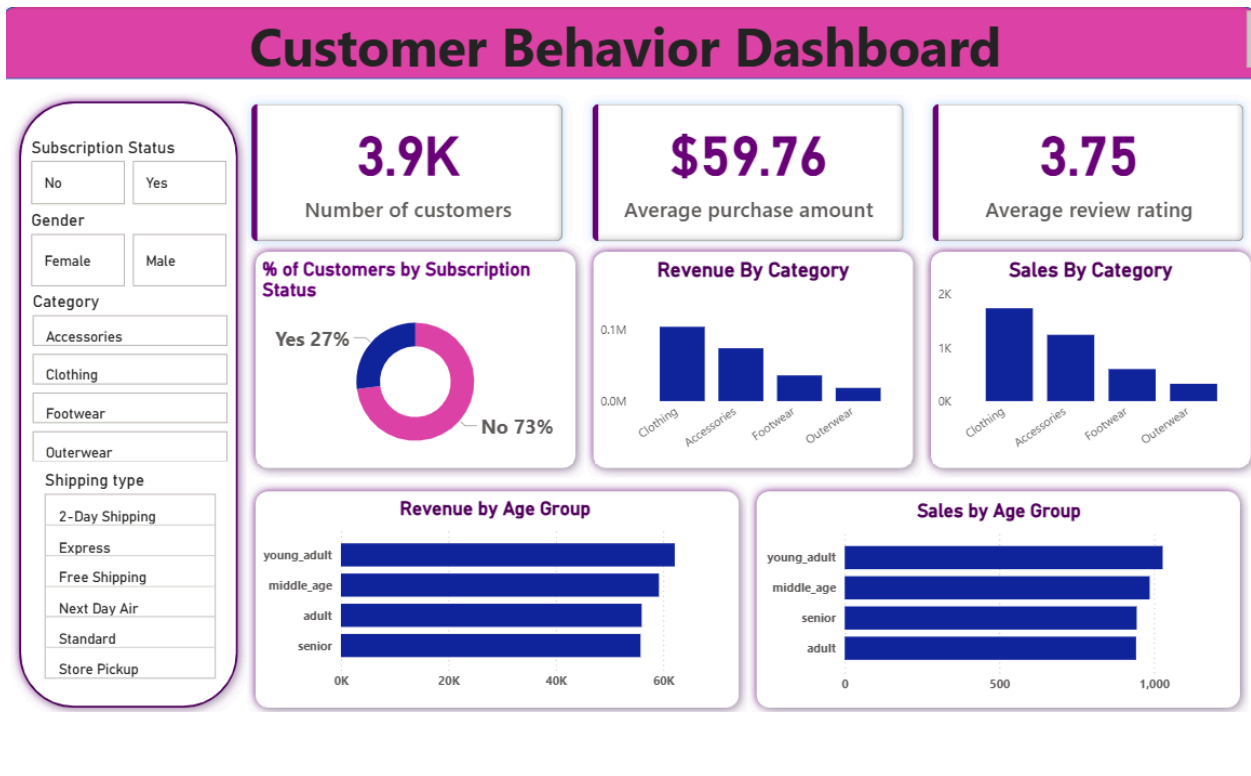 Customer Behavior Dashboard
Subscription Status
No
Yes
Gender
Female
Male
Category
Accessories
Clothing
Footwear
Outerwear
Shipping type
2-Day Shipping
Express
Free Shipping
Next Day Air
Standard
Store Pickup
3.9K
Number of customers
$59.76
Average purchase amount
3.75
Average review rating
% of Customers by Subscription
Status
Yes 27%
No 73%
Revenue By Category
0.1M
0.0M
Clothing
Accessories
Footwear
Outerwear
Sales By Category
2K
1K
0K
Clothing
Accessories
Footwear
Outerwear
Revenue by Age Group
young_adult
middle_age
adult
senior
0K
20K
40K
60K
Sales by Age Group
young_adult
middle_age
senior
adult
0
500
1,000